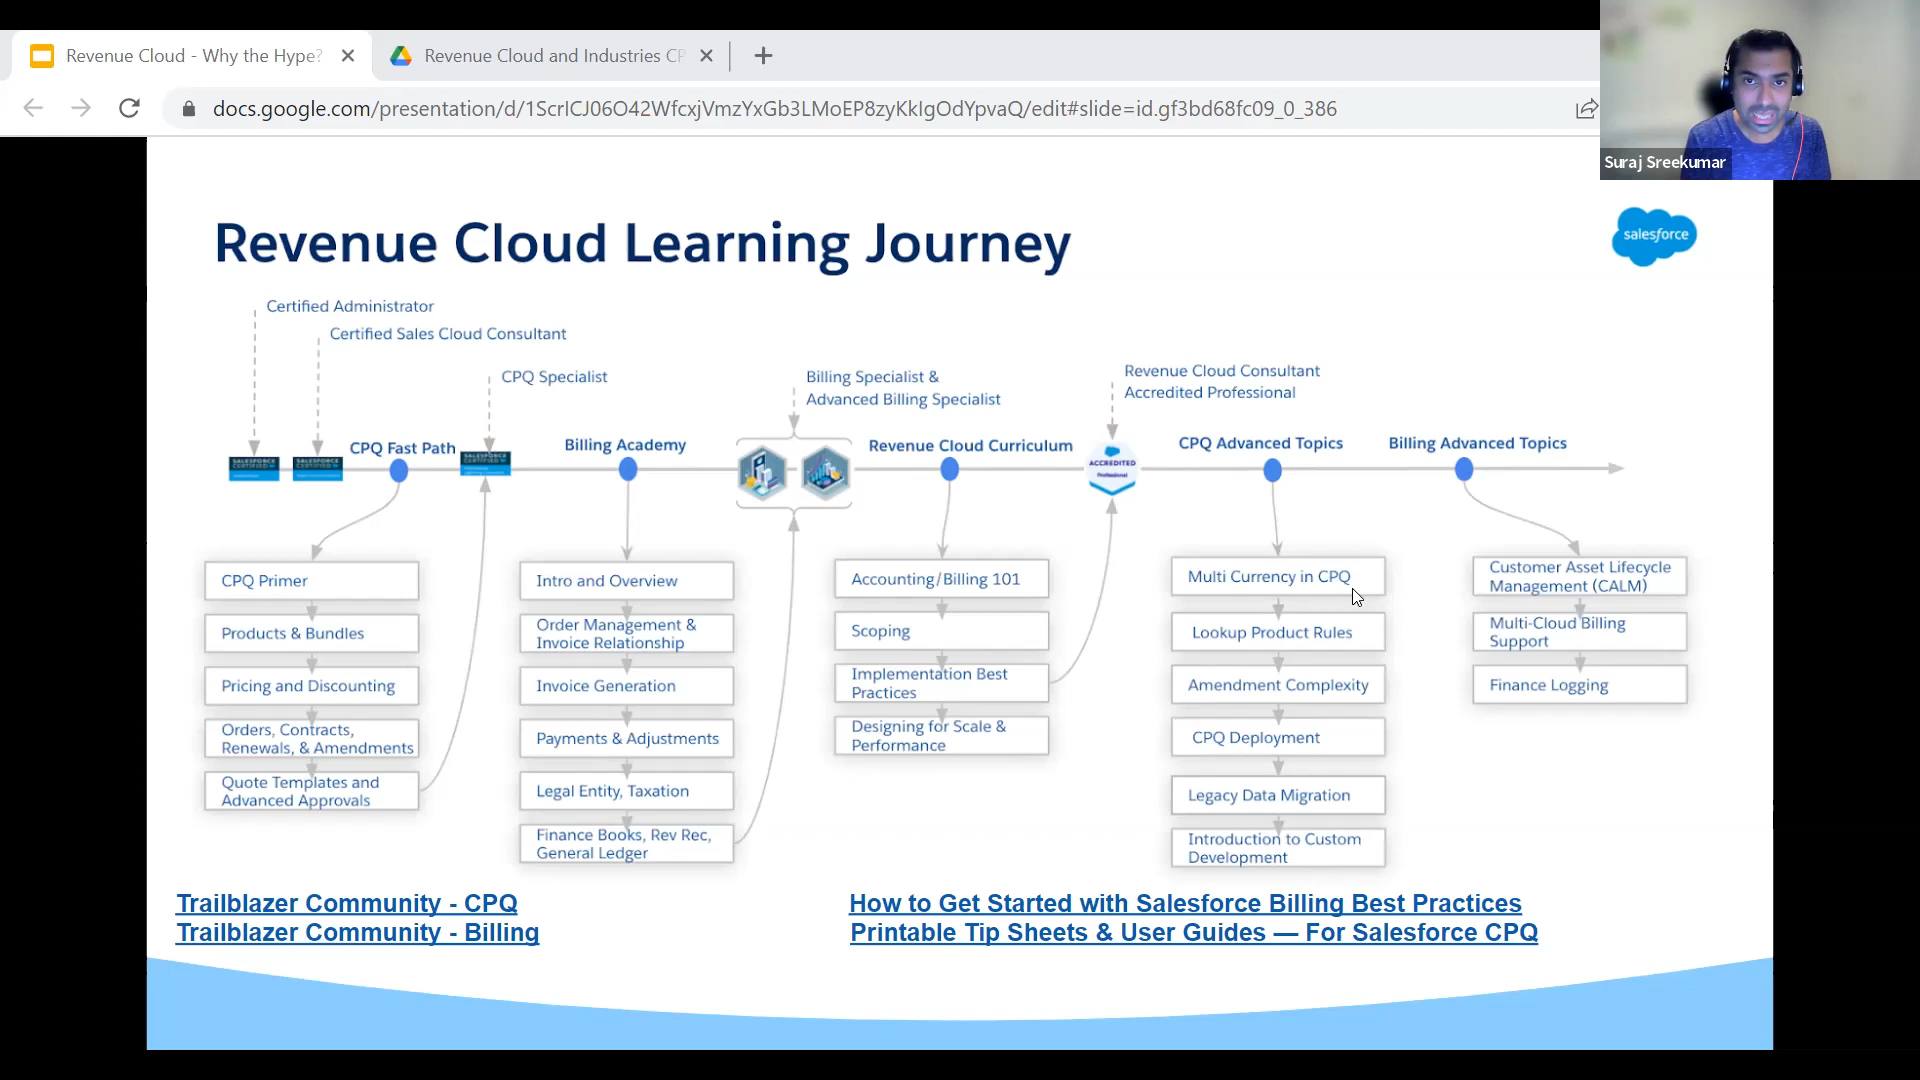 Revenue Cloud - Why the Hype?
Revenue Cloud and Industries CP
docs.google.com/presentation/d/1ScrICJ06O42WfcxjVmzYxGb3LMoEP8zyKkIgOdYpvaQ/edit#slide=id.gf3bd68fc09_0_386
Suraj Sreekumar
Revenue Cloud Learning Journey
salesforce
Certified Administrator
Certified Sales Cloud Consultant
CPQ Specialist
Billing Specialist &
Advanced Billing Specialist
Revenue Cloud Consultant
Accredited Professional
SALESFORCE
CERTIFIED
SALESFORCE
CERTIFIED
CPQ Fast Path
SALESFORCE
CERTIFIED
Billing Academy
Revenue Cloud Curriculum
ACCREDITED
Professional
CPQ Advanced Topics
Billing Advanced Topics
CPQ Primer
Products & Bundles
Pricing and Discounting
Orders, Contracts,
Renewals, & Amendments
Quote Templates and
Advanced Approvals
Intro and Overview
Order Management &
Invoice Relationship
Invoice Generation
Payments & Adjustments
Legal Entity, Taxation
Finance Books, Rev Rec,
General Ledger
Accounting/Billing 101
Scoping
Implementation Best
Practices
Designing for Scale &
Performance
Multi Currency in CPQ
Lookup Product Rules
Amendment Complexity
CPQ Deployment
Legacy Data Migration
Introduction to Custom
Development
Customer Asset Lifecycle
Management (CALM)
Multi-Cloud Billing
Support
Finance Logging
Trailblazer Community - CPQ
Trailblazer Community - Billing
How to Get Started with Salesforce Billing Best Practices
Printable Tip Sheets & User Guides — For Salesforce CPQ